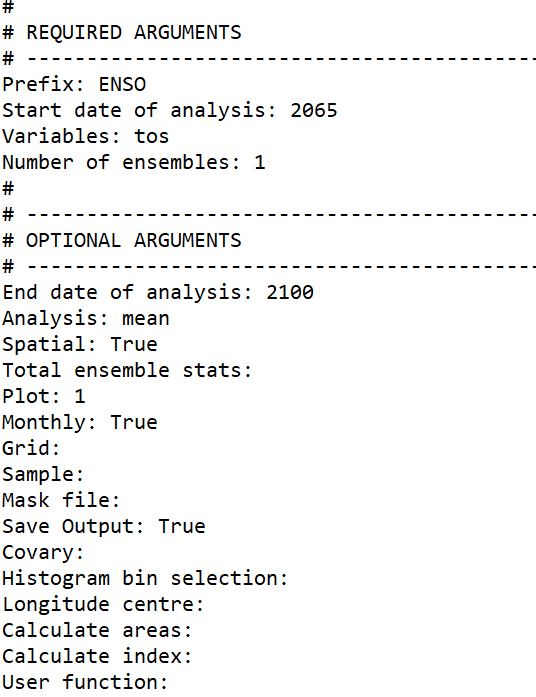 #
# REQUIRED ARGUMENTS
# -------------------------------------------
Prefix: ENSO
Start date of analysis: 2065
Variables: tos
Number of ensembles: 1
#
# -------------------------------------------
# OPTIONAL ARGUMENTS
# -------------------------------------------
End date of analysis: 2100
Analysis: mean
Spatial: True
Total ensemble stats:
Plot: 1
Monthly: True
Grid:
Sample:
Mask file:
Save Output: True
Covary:
Histogram bin selection:
Longitude centre:
Calculate areas:
Calculate index:
User function: